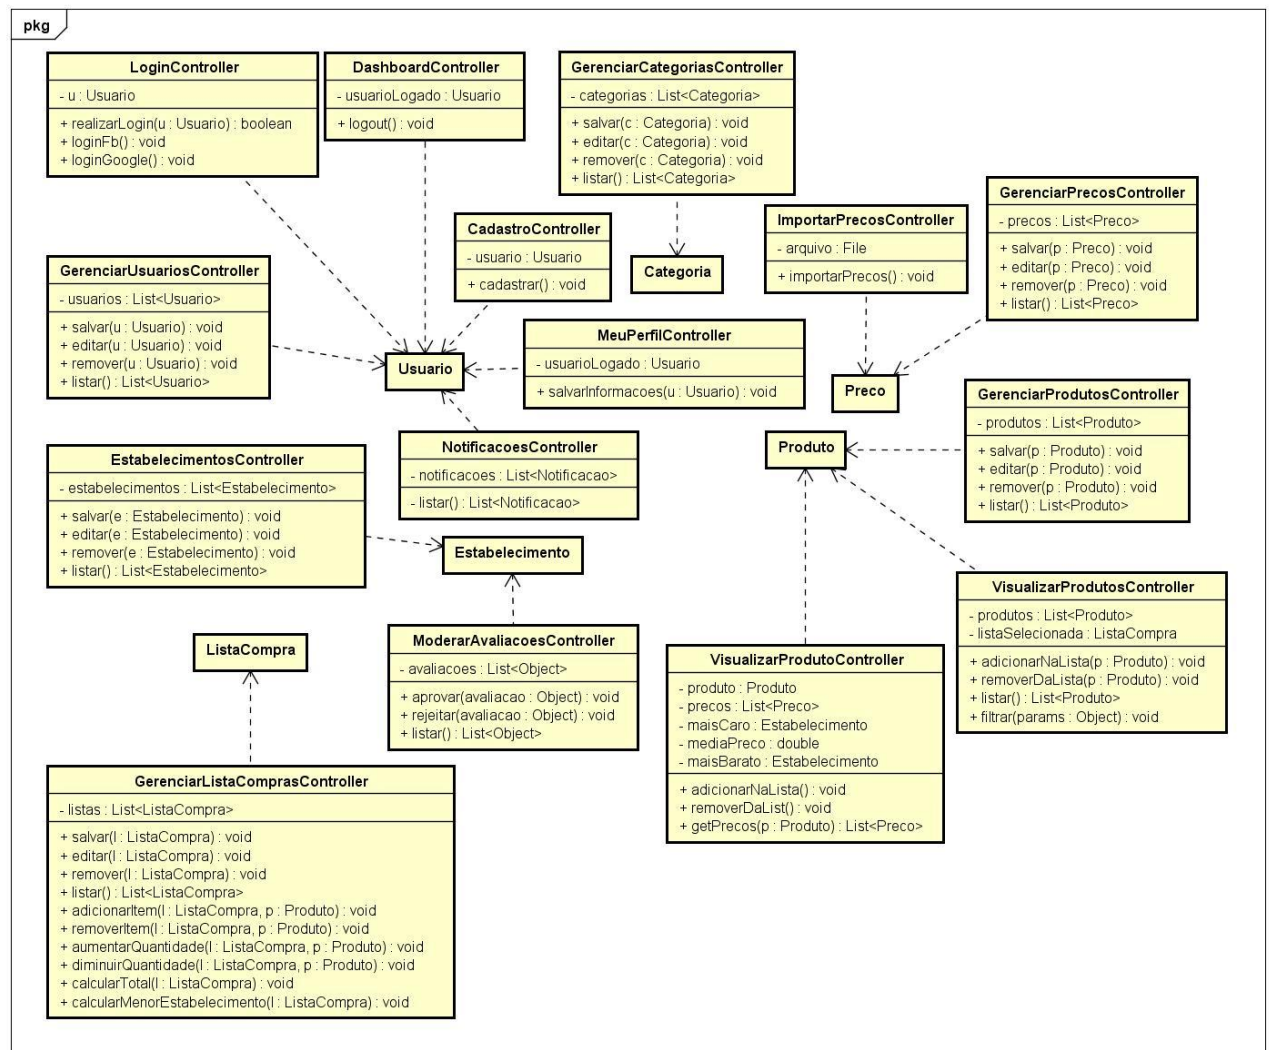 pkg
LoginController
- u : Usuario
+ realizarLogin(u : Usuario) : boolean
+ loginFb() : void
+ loginGoogle() : void
DashboardController
- usuarioLogado : Usuario
+ logout() : void
GerenciarCategoriasController
- categorias : List<Categoria>
+ salvar(c : Categoria) : void
+ editar(c : Categoria) : void
+ remover(c : Categoria) : void
+ listar() : List<Categoria>
GerenciarPrecosController
- precos : List<Preco>
+ salvar(p : Preco) : void
+ editar(p : Preco) : void
+ remover(p : Preco) : void
+ listar() : List<Preco>
ImportarPrecosController
- arquivo : File
+ importarPrecos() : void
CadastroController
- usuario : Usuario
+ cadastrar() : void
Categoria
GerenciarUsuariosController
- usuarios : List<Usuario>
+ salvar(u : Usuario) : void
+ editar(u : Usuario) : void
+ remover(u : Usuario) : void
+ listar() : List<Usuario>
MeuPerfilController
- usuarioLogado : Usuario
+ salvarInformacoes(u : Usuario) : void
Usuario
Preco
GerenciarProdutosController
- produtos : List<Produto>
+ salvar(p : Produto) : void
+ editar(p : Produto) : void
+ remover(p : Produto) : void
+ listar() : List<Produto>
Produto
NotificacoesController
- notificacoes : List<Notificacao>
- listar() : List<Notificacao>
EstabelecimentosController
- estabelecimentos : List<Estabelecimento>
+ salvar(e : Estabelecimento) : void
+ editar(e : Estabelecimento) : void
+ remover(e : Estabelecimento) : void
+ listar() : List<Estabelecimento>
Estabelecimento
VisualizarProdutosController
- produtos : List<Produto>
- listaSelecionada : ListaCompra
+ adicionarNaLista(p : Produto) : void
+ removerDaLista(p : Produto) : void
+ listar() : List<Produto>
+ filtrar(params : Object) : void
ListaCompra
ModerarAvaliacoesController
- avaliacoes : List<Object>
+ aprovar(avaliacao : Object) : void
+ rejeitar(avaliacao : Object) : void
+ listar() : List<Object>
VisualizarProdutoController
- produto : Produto
- precos : List<Preco>
- maisCaro : Estabelecimento
- mediaPreco : double
- maisBarato : Estabelecimento
+ adicionarNaLista() : void
+ removerDaList() : void
+ getPrecos(p : Produto) : List<Preco>
GerenciarListaComprasController
- listas : List<ListaCompra>
+ salvar(l : ListaCompra) : void
+ editar(l : ListaCompra) : void
+ remover(l : ListaCompra) : void
+ listar() : List<ListaCompra>
+ adicionarItem(l : ListaCompra, p : Produto) : void
+ removerItem(l : ListaCompra, p : Produto) : void
+ aumentarQuantidade(l : ListaCompra, p : Produto) : void
+ diminuirQuantidade(l : ListaCompra, p : Produto) : void
+ calcularTotal(l : ListaCompra) : void
+ calcularMenorEstabelecimento(l : ListaCompra) : void